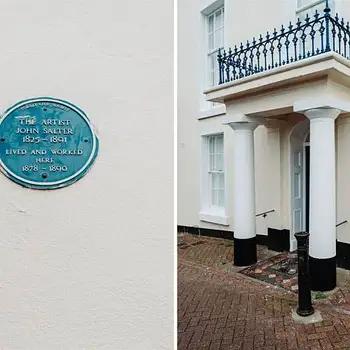 THE ARTIST
JOHN SALTER
1825 – 1891
LIVED AND WORKED
HERE
1878 – 1890